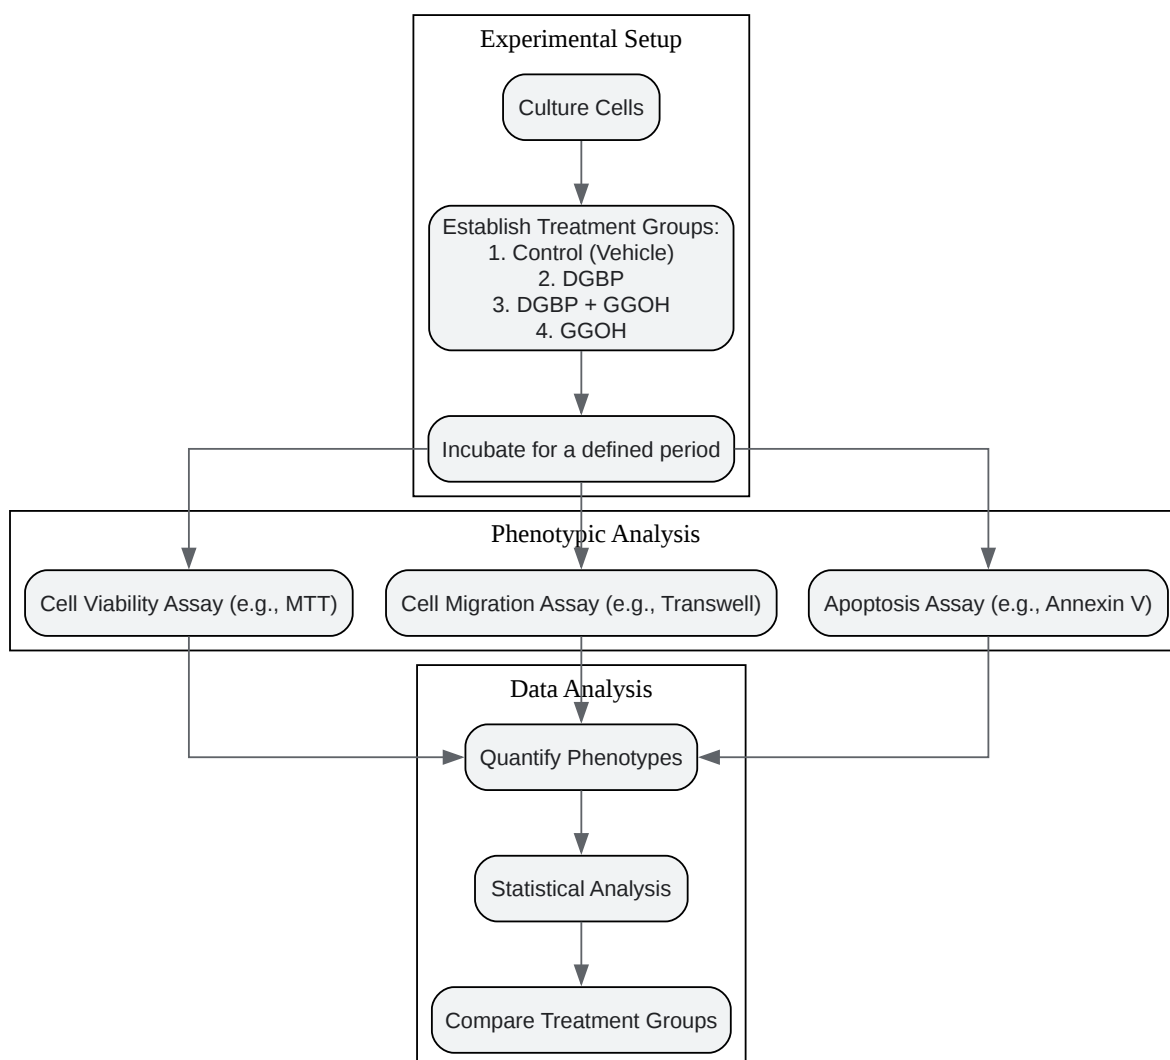 Experimental Setup
Culture Cells
Establish Treatment Groups:
1. Control (Vehicle)
2. DGBP
3. DGBP + GGOH
4. GGOH
Incubate for a defined period
Phenotypic Analysis
Cell Viability Assay (e.g., MTT)
Cell Migration Assay (e.g., Transwell)
Apoptosis Assay (e.g., Annexin V)
Data Analysis
Quantify Phenotypes
Statistical Analysis
Compare Treatment Groups